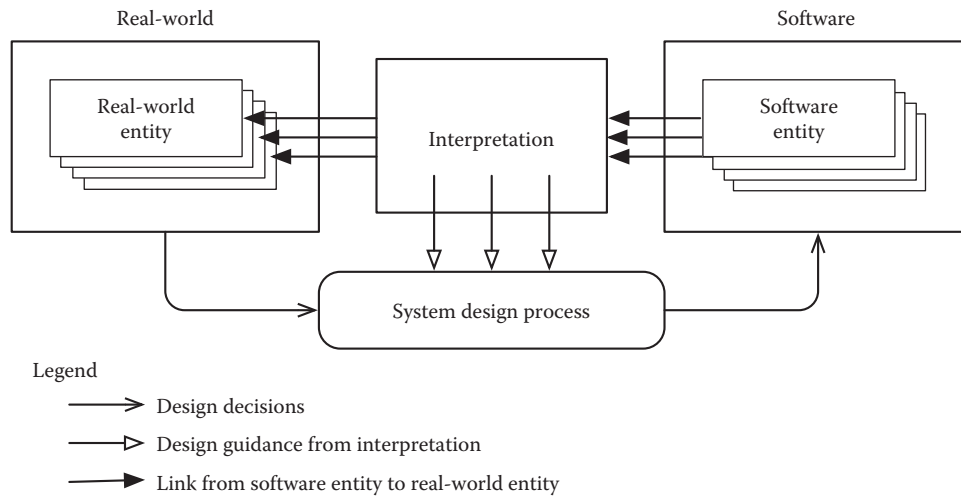 Real-world
Software
Real-world
entity
Interpretation
Software
entity
System design process
Legend
Design decisions
Design guidance from interpretation
Link from software entity to real-world entity